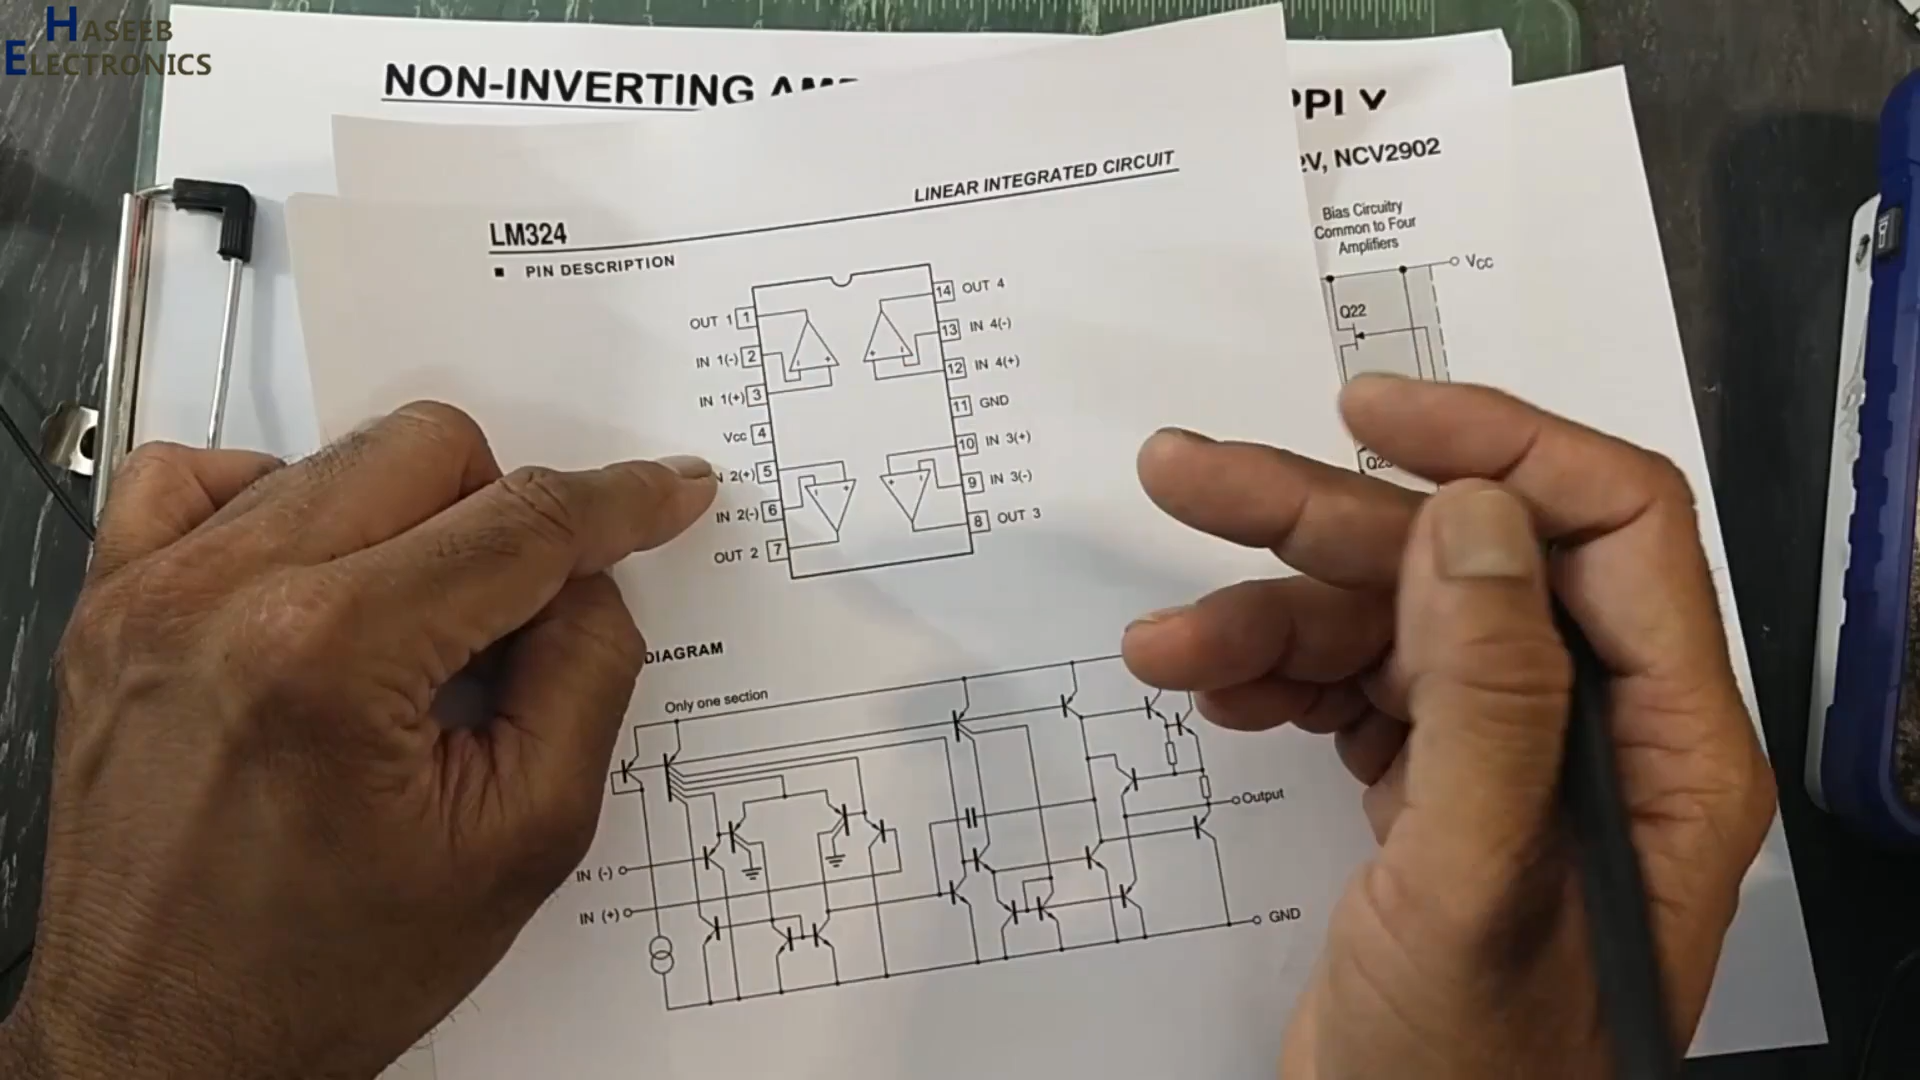 HASEEB
ELECTRONICS
NON-INVERTING
LM324
LINEAR INTEGRATED CIRCUIT
■ PIN DESCRIPTION
OUT 1 1
IN 1(-) 2
IN 1(+) 3
Vcc 4
2(+) 5
IN 2(-) 6
OUT 2 7
14 OUT 4
13 IN 4(-)
12 IN 4(+)
11 GND
10 IN 3(+)
9 IN 3(-)
8 OUT 3
DIAGRAM
Only one section
IN (-)
IN (+)
Output
GND
NCV2902
Bias Circuitry
Common to Four
Amplifiers
VCC
Q22